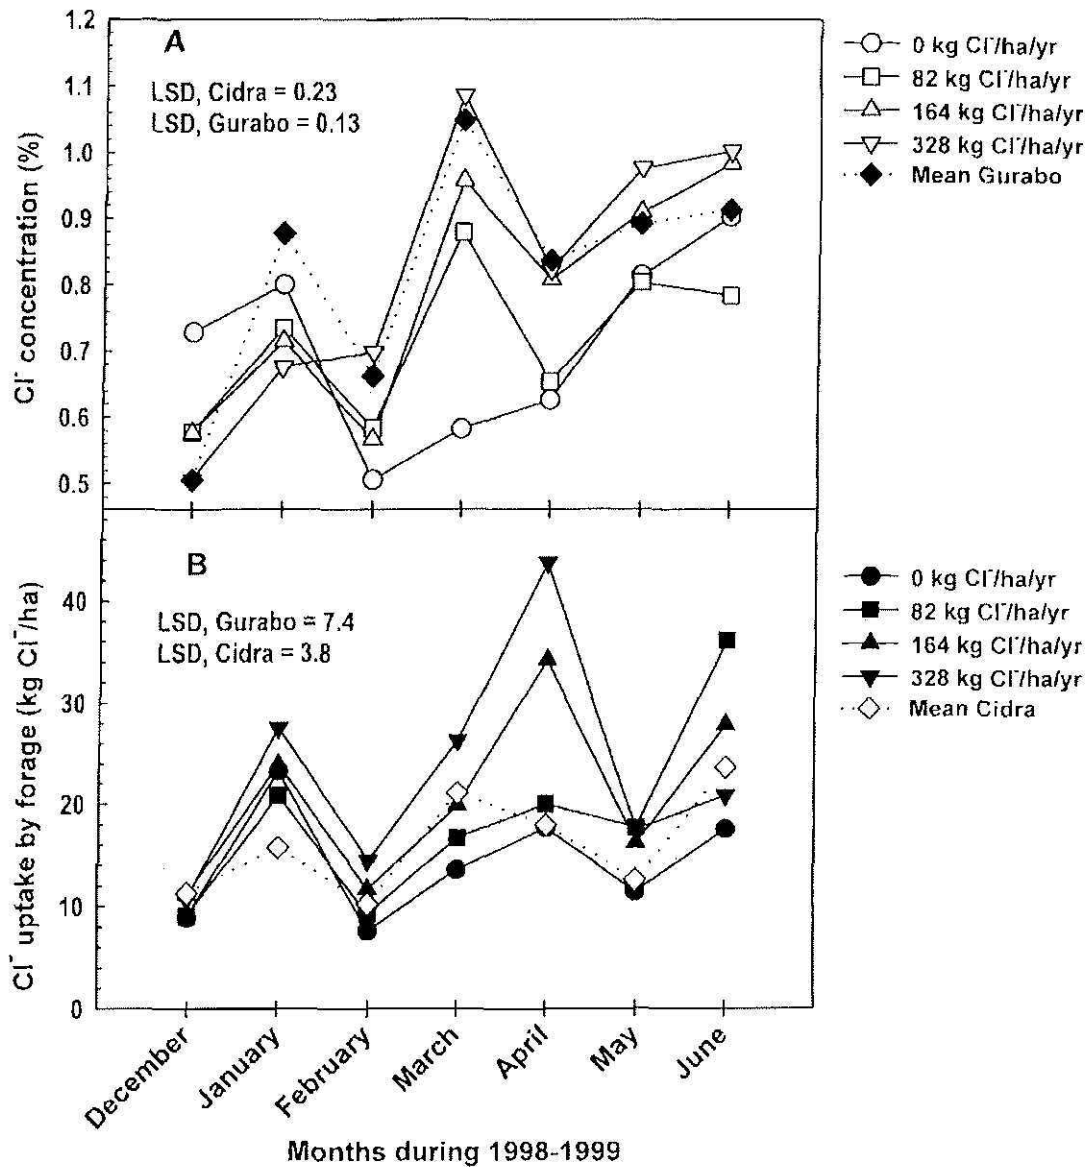 A
LSD, Cidra = 0.23
LSD, Gurabo = 0.13
Cl⁻ concentration (%)
1.2
1.1
1.0
0.9
0.8
0.7
0.6
0.5
0 kg Cl⁻/ha/yr
82 kg Cl⁻/ha/yr
164 kg Cl⁻/ha/yr
328 kg Cl⁻/ha/yr
Mean Gurabo
B
LSD, Gurabo = 7.4
LSD, Cidra = 3.8
Cl⁻ uptake by forage (kg Cl⁻/ha)
40
30
20
10
0
0 kg Cl⁻/ha/yr
82 kg Cl⁻/ha/yr
164 kg Cl⁻/ha/yr
328 kg Cl⁻/ha/yr
Mean Cidra
December
January
February
March
April
May
June
Months during 1998-1999